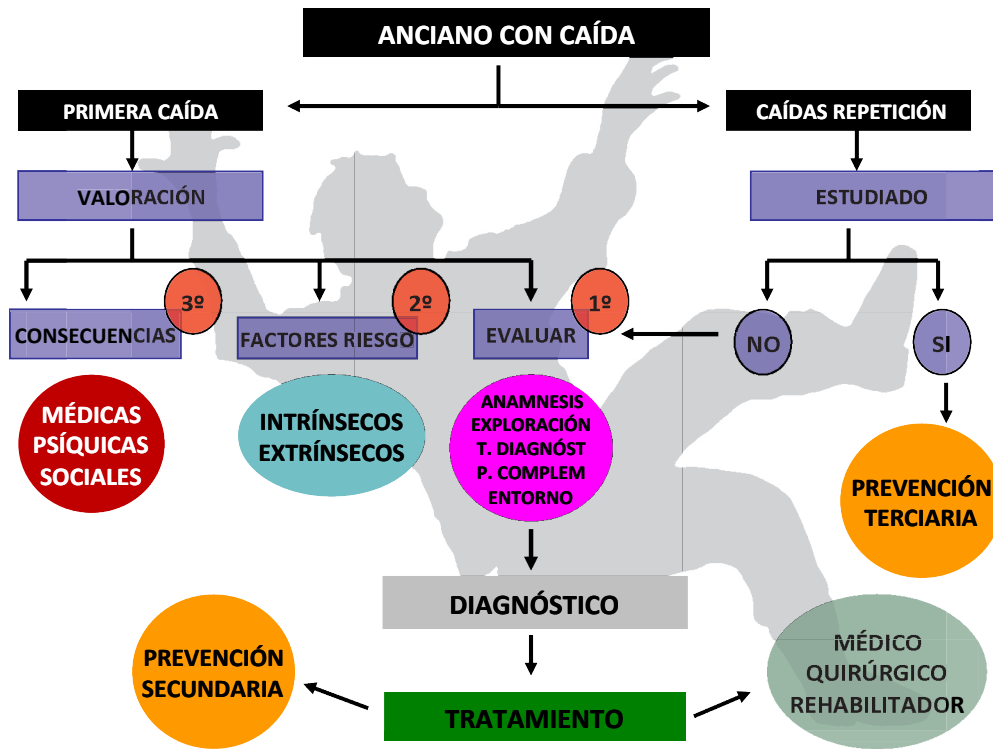 ANCIANO CON CAÍDA
PRIMERA CAÍDA
CAÍDAS REPETICIÓN
VALORACIÓN
ESTUDIADO
3º
2º
1º
CONSECUENCIAS
FACTORES RIESGO
EVALUAR
NO
SI
MÉDICAS
PSÍQUICAS
SOCIALES
INTRÍNSECOS
EXTRÍNSECOS
ANAMNESIS
EXPLORACIÓN
T. DIAGNÓST
P. COMPLEM
ENTORNO
PREVENCIÓN
TERCIARIA
DIAGNÓSTICO
PREVENCIÓN
SECUNDARIA
TRATAMIENTO
MÉDICO
QUIRÚRGICO
REHABILITADOR